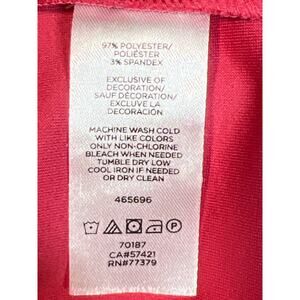 97% POLYESTER/
POLIÉSTER
3% SPANDEX
EXCLUSIVE OF
DECORATION/
SAUF DÉCORATION/
EXCLUVE LA
DECORACIÓN
MACHINE WASH COLD
WITH LIKE COLORS
ONLY NON-CHLORINE
BLEACH WHEN NEEDED
TUMBLE DRY LOW
COOL IRON IF NEEDED
OR DRY CLEAN
465696
70187
CA#57421
RN#77379